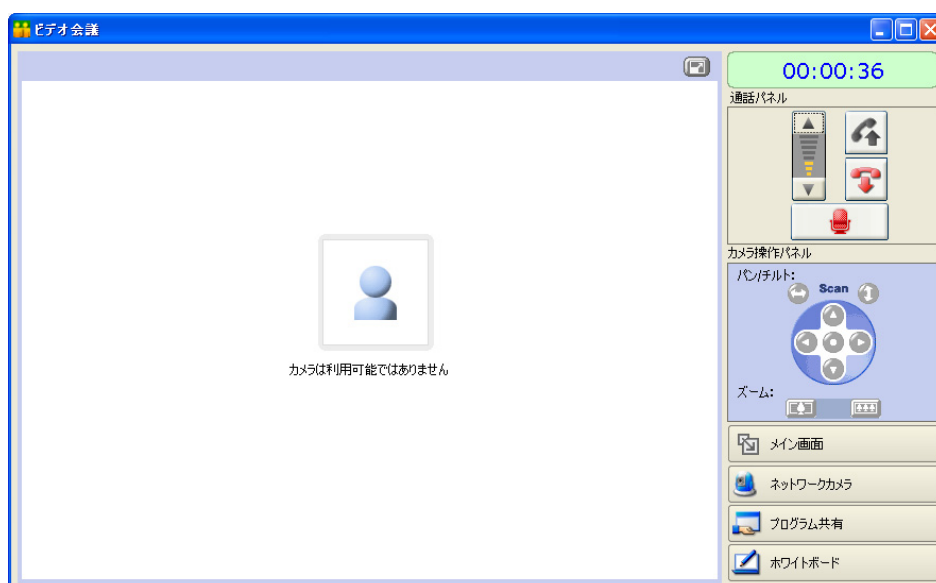 ビデオ会議
00:00:36
通話パネル
カメラは利用可能ではありません
カメラ操作パネル
パン/チルト:
Scan
ズーム:
メイン画面
ネットワークカメラ
プログラム共有
ホワイトボード